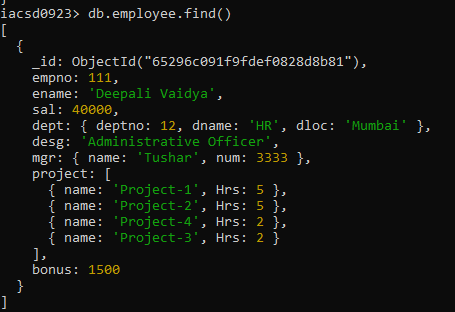 iacsd0923> db.employee.find()
[
  {
    _id: ObjectId("65296c091f9fdef0828d8b81"),
    empno: 111,
    ename: 'Deepali Vaidya',
    sal: 40000,
    dept: { deptno: 12, dname: 'HR', dloc: 'Mumbai' },
    desg: 'Administrative Officer',
    mgr: { name: 'Tushar', num: 3333 },
    project: [
      { name: 'Project-1', Hrs: 5 },
      { name: 'Project-2', Hrs: 5 },
      { name: 'Project-4', Hrs: 2 },
      { name: 'Project-3', Hrs: 2 }
    ],
    bonus: 1500
  }
]